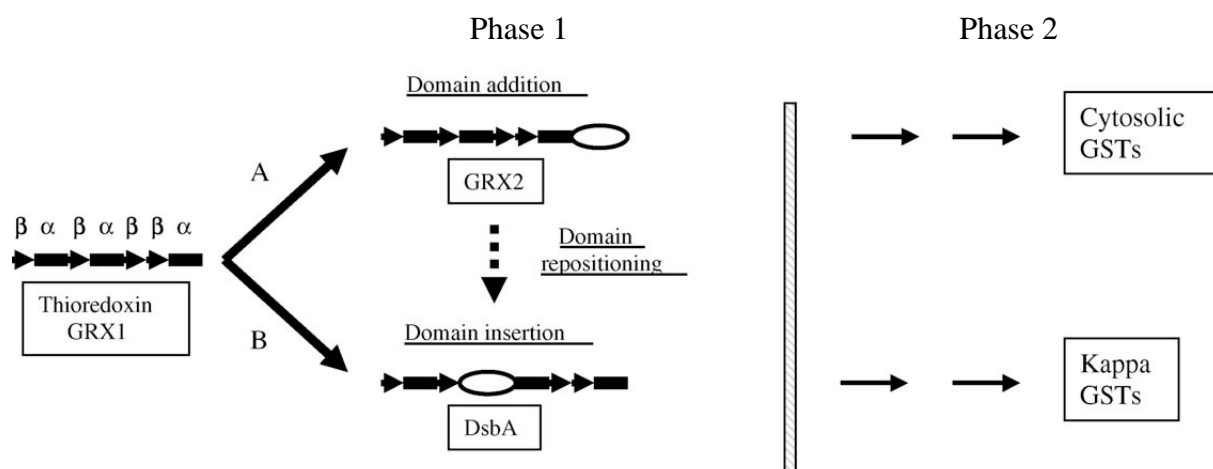 Phase 1
Phase 2
Domain addition
Cytosolic
GSTs
A
GRX2
β α β α β β α
Domain
repositioning
Thioredoxin
GRX1
B
Domain insertion
Kappa
GSTs
DsbA